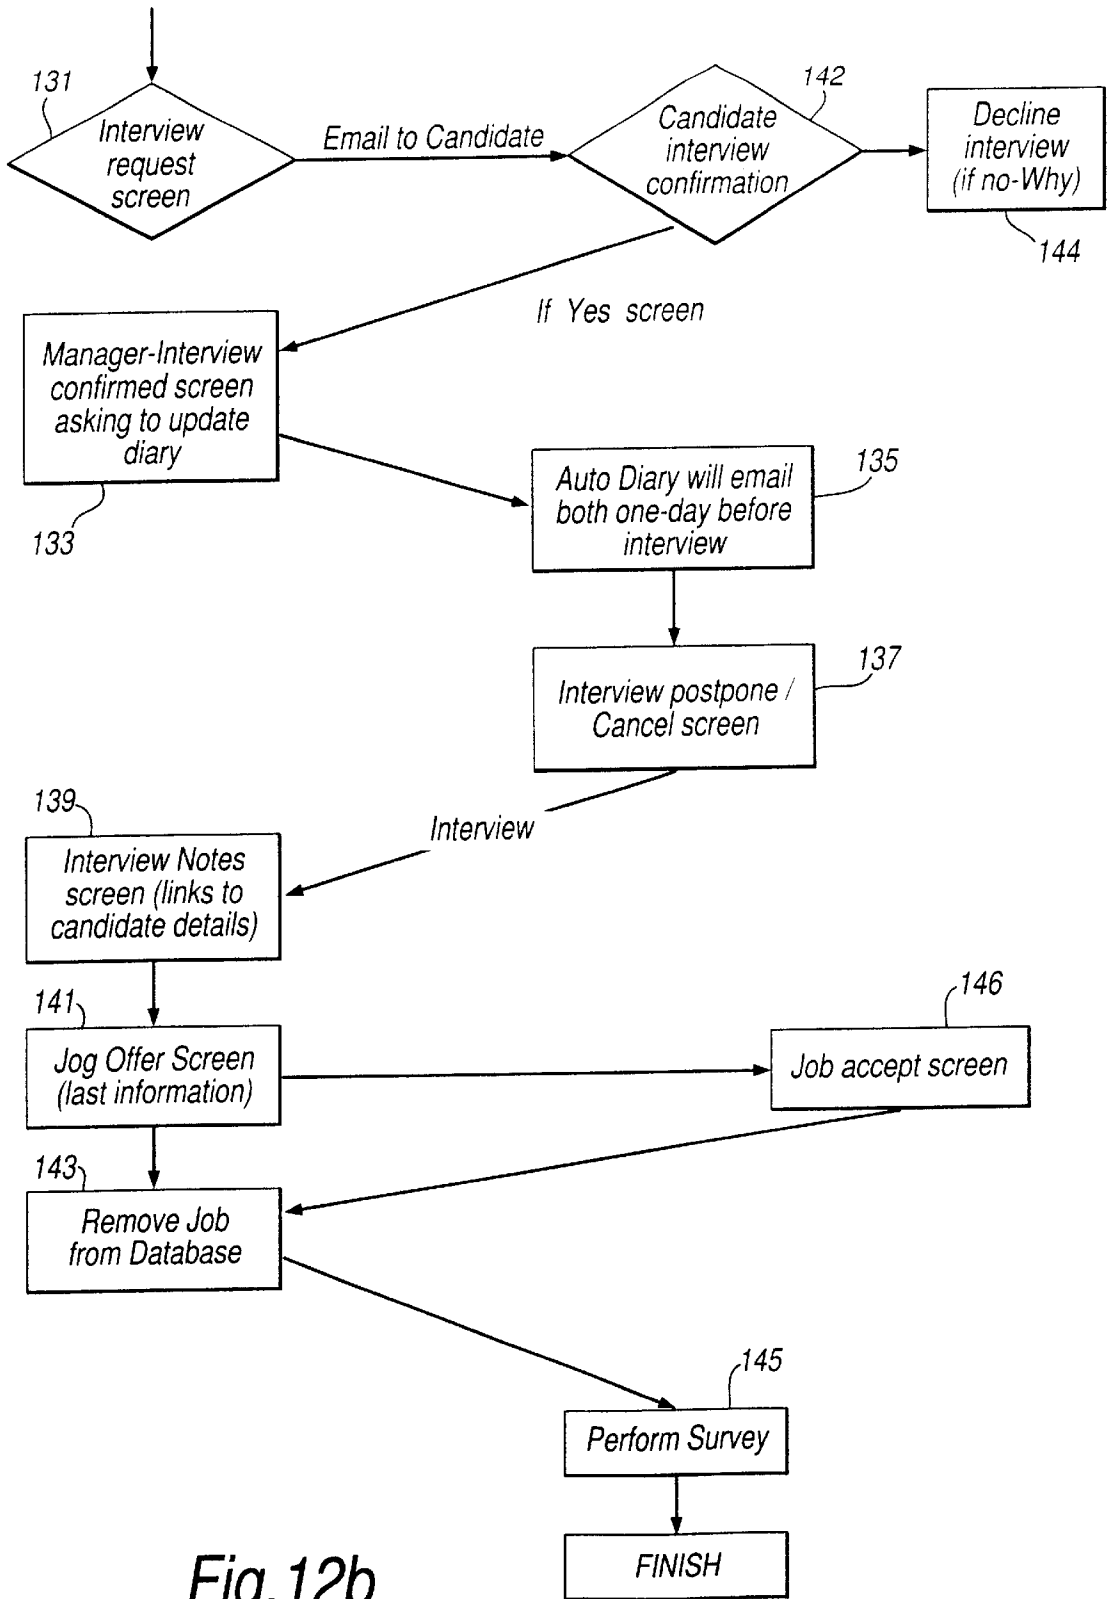 131
Interview
request
screen
Email to Candidate
142
Candidate
interview
confirmation
Decline
interview
(if no-Why)
144
If Yes screen
Manager-Interview
confirmed screen
asking to update
diary
133
Auto Diary will email
both one-day before
interview
135
Interview postpone /
Cancel screen
137
Interview
139
Interview Notes
screen (links to
candidate details)
141
Jog Offer Screen
(last information)
146
Job accept screen
143
Remove Job
from Database
145
Perform Survey
FINISH
Fig.12b